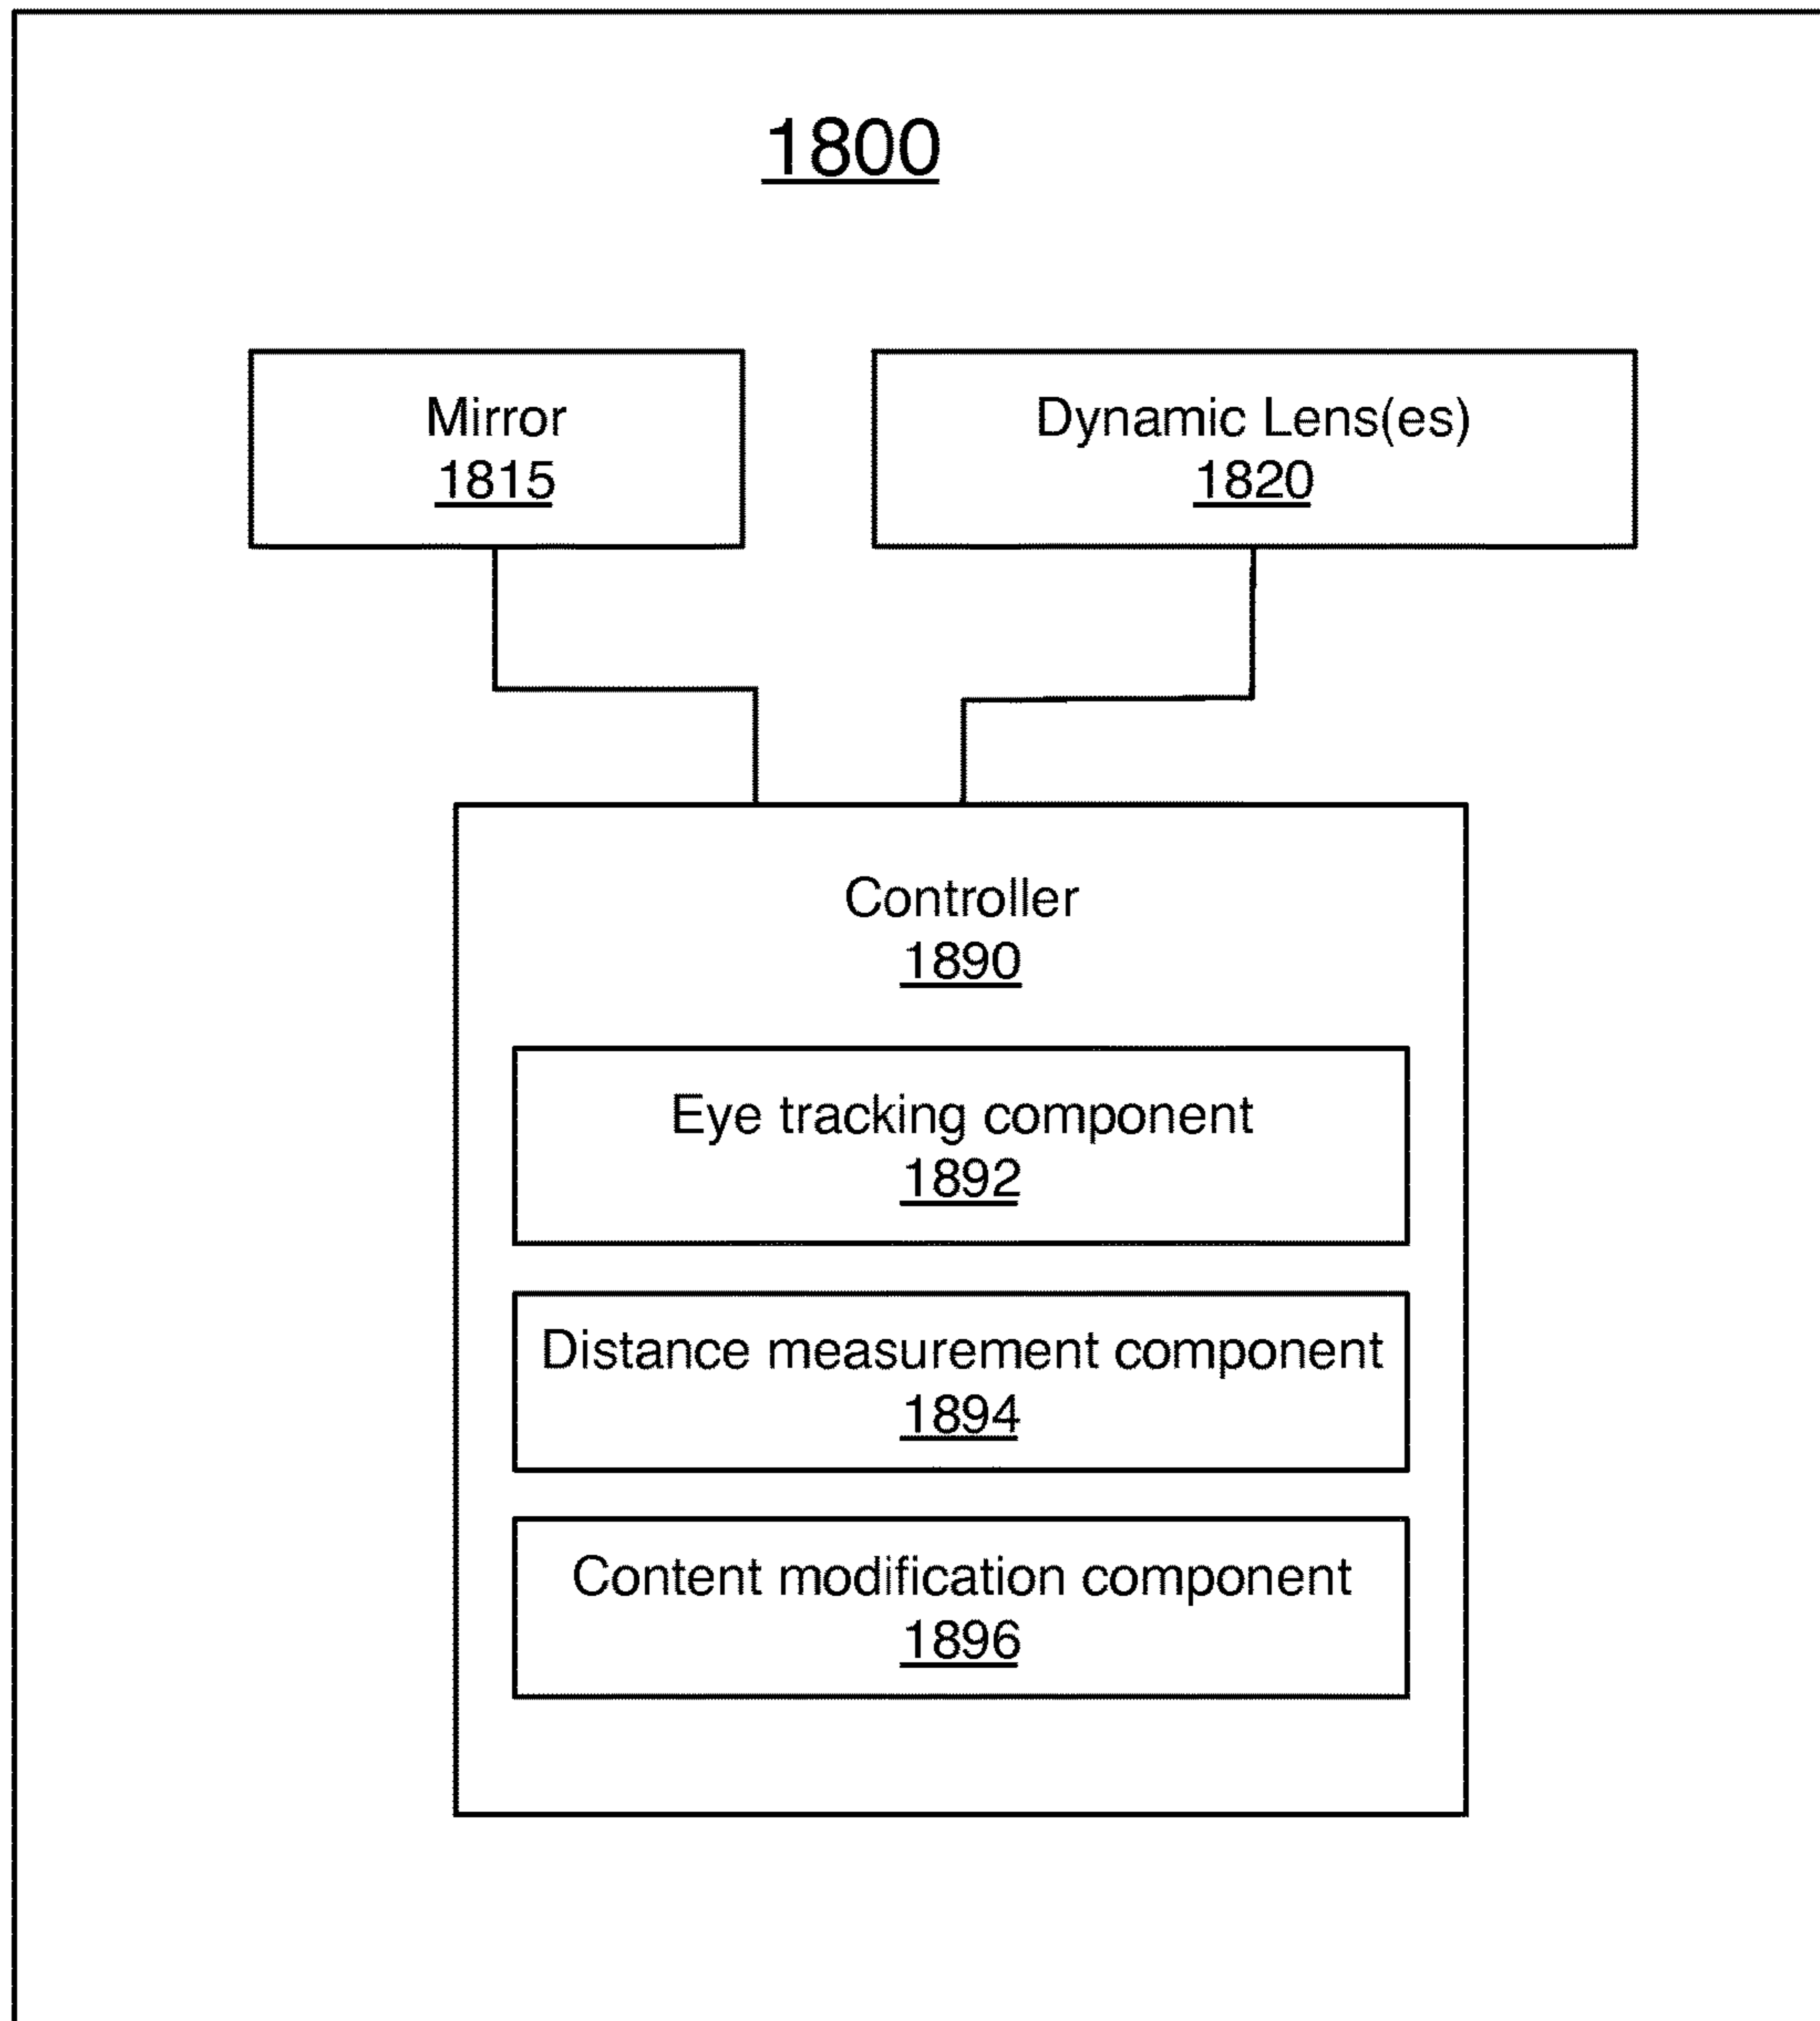 1800
Mirror
1815
Dynamic Lens(es)
1820
Controller
1890
Eye tracking component
1892
Distance measurement component
1894
Content modification component
1896